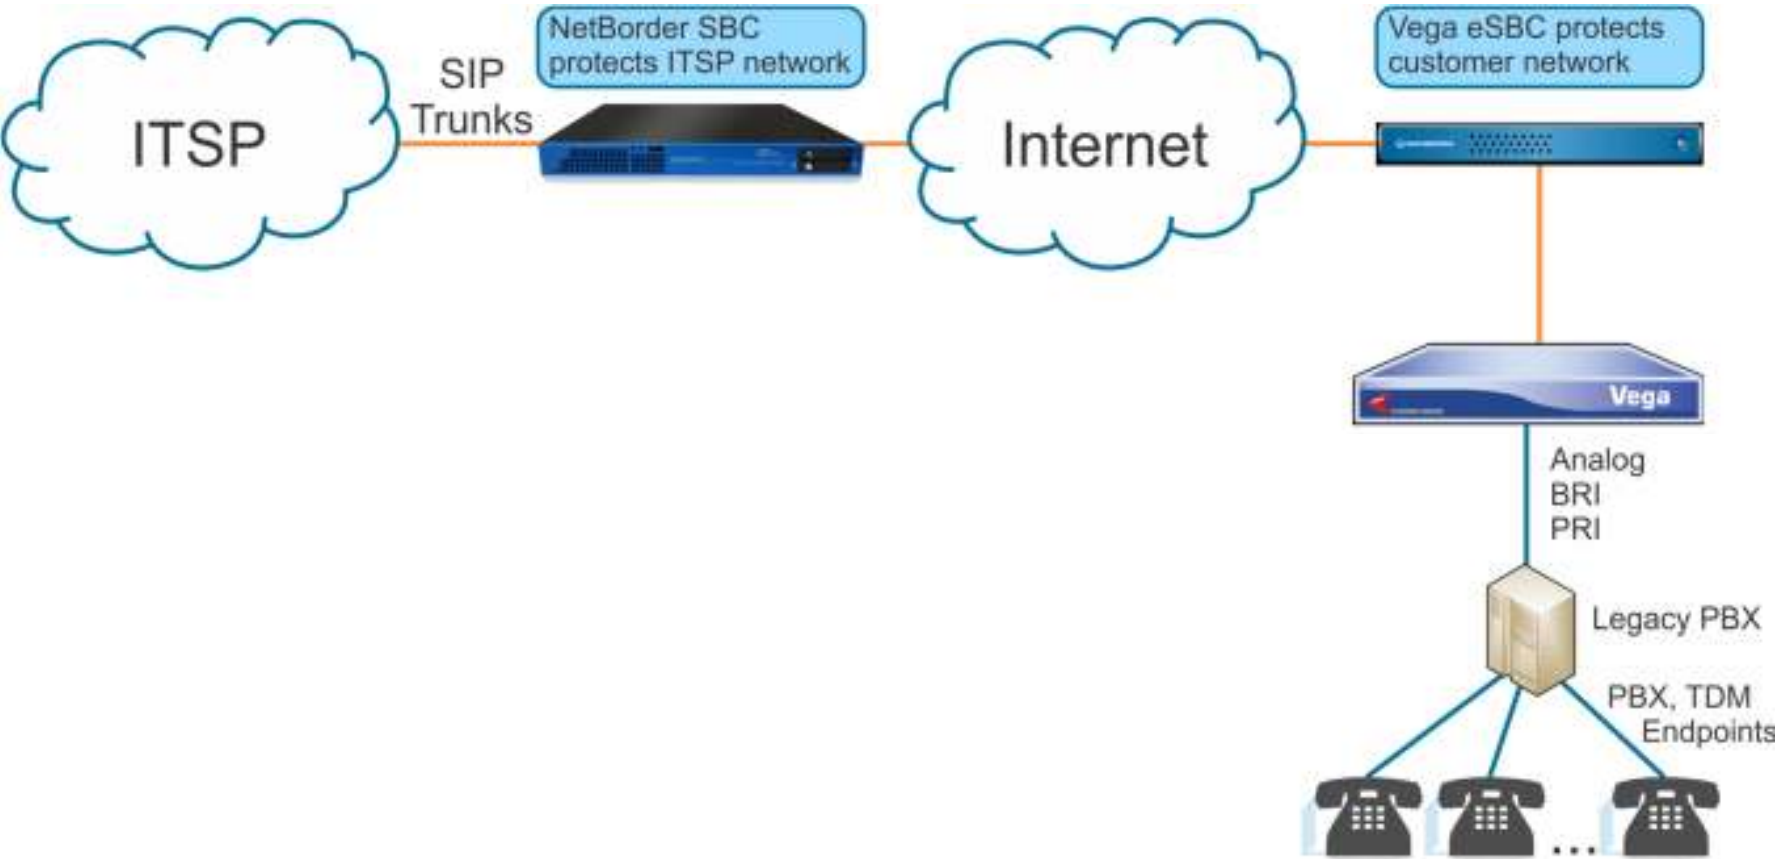 ITSP
SIP
Trunks
NetBorder SBC
protects ITSP network
Internet
Vega eSBC protects
customer network
Vega
Analog
BRI
PRI
Legacy PBX
PBX, TDM
Endpoints
...